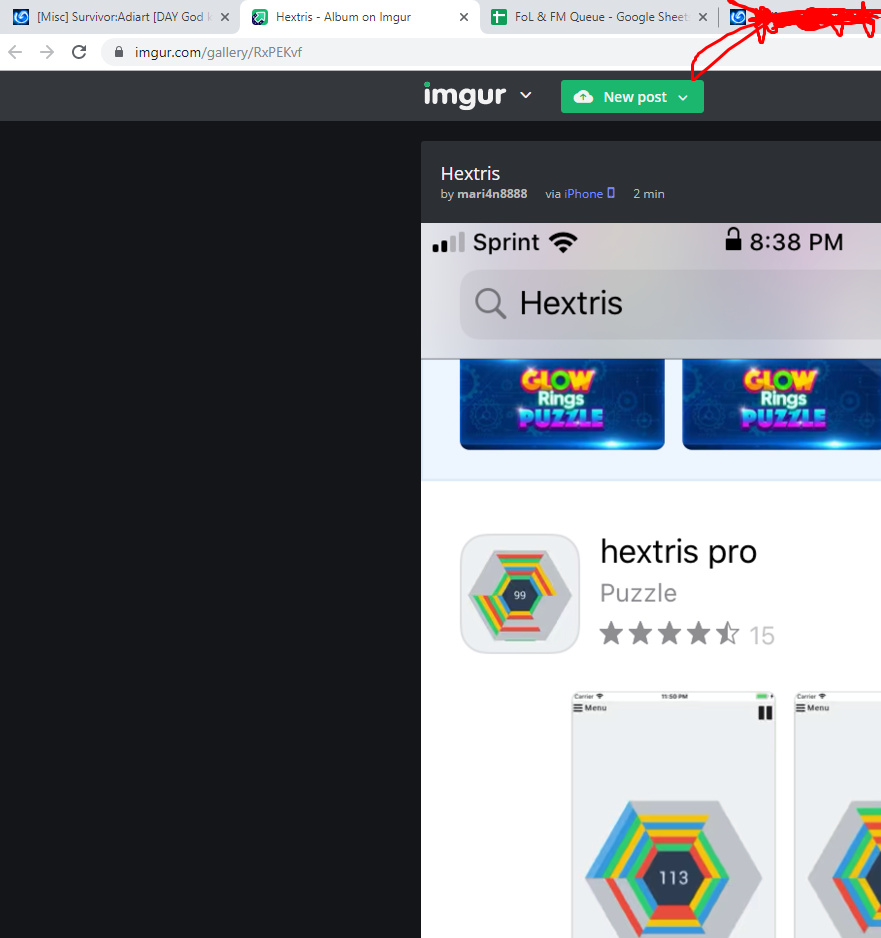 [Misc] Survivor:Adiart [DAY God
Hextris - Album on Imgur
FoL & FM Queue - Google Sheet
imgur.com/gallery/RxPEKvf
imgur
New post
Hextris
by mari4n8888 via iPhone 2 min
Sprint 8:38 PM
Hextris
GLOW GLOW
Rings Rings
PUZZLE PUZZLE
hextris pro
99
Puzzle
15
Carrier 11:50 PM Carrier
Menu Menu
113